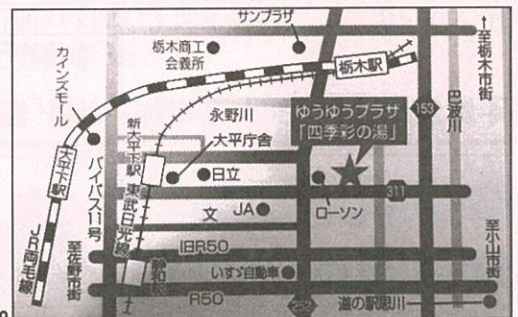 サンプラザ
栃木商工
会議所
カインズモール
栃木駅
至栃木市街
永野川
ゆうゆうプラザ
「四季彩の湯」
153
巴波川
新大平下駅
大平庁舎
大平下駅
バイパス11号
東武日光線
日立
ローソン
311
文
JA
JR両毛線
至佐野市街
旧R50
至小山市街
いすゞ自動車
R50
252
道の駅思川